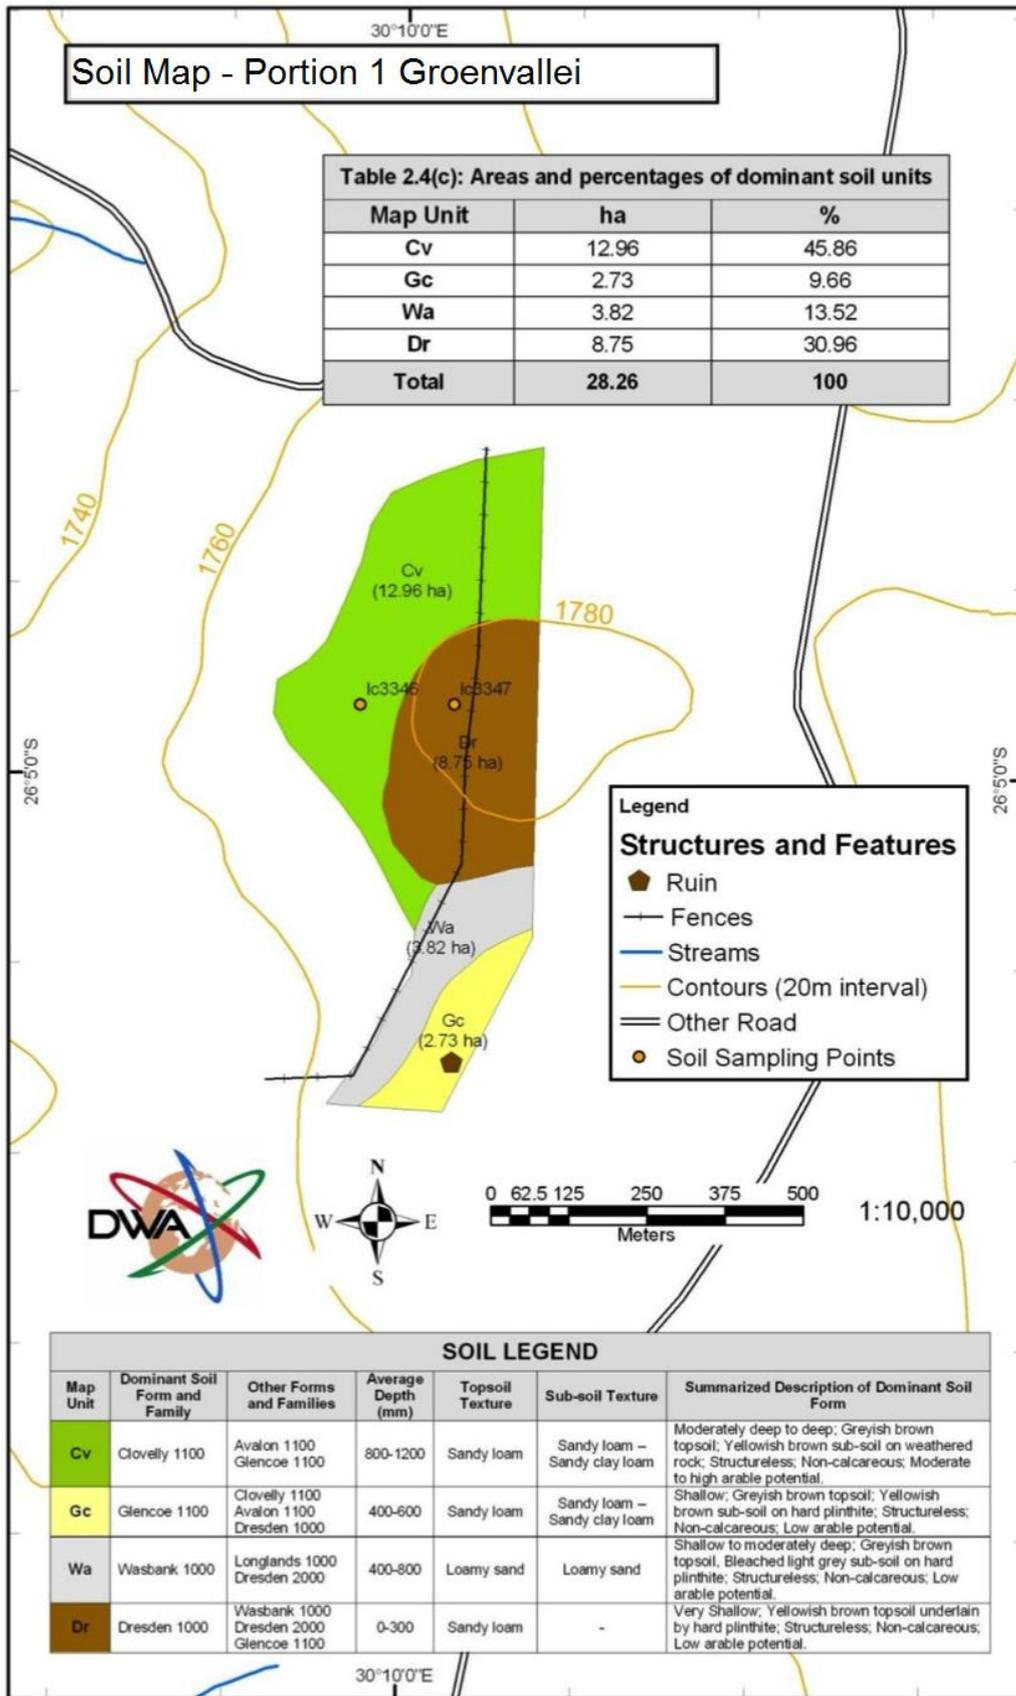 30°10'0"E
Soil Map - Portion 1 Groenvallei
Table 2.4(c): Areas and percentages of dominant soil units
Map Unit ha %
Cv 12.96 45.86
Gc 2.73 9.66
Wa 3.82 13.52
Dr 8.75 30.96
Total 28.26 100
1740
1760
Cv
(12.96 ha)
1780
Ic3346 Ic3347
Dr
(8.75 ha)
26°5'0"S
26°5'0"S
Legend
Structures and Features
Ruin
Fences
Streams
Contours (20m interval)
Other Road
Soil Sampling Points
Wa
(3.82 ha)
Gc
(2.73 ha)
DWA
N
W E
S
0 62.5 125 250 375 500
Meters
1:10,000
SOIL LEGEND
Map Unit Dominant Soil Form and Family Other Forms and Families Average Depth (mm) Topsoil Texture Sub-soil Texture Summarized Description of Dominant Soil Form
Cv Clovelly 1100 Avalon 1100 Glencoe 1100 800-1200 Sandy loam Sandy loam – Sandy clay loam Moderately deep to deep; Greyish brown topsoil; Yellowish brown sub-soil on weathered rock; Structureless; Non-calcareous; Moderate to high arable potential.
Gc Glencoe 1100 Clovelly 1100 Avalon 1100 Dresden 1000 400-600 Sandy loam Sandy loam – Sandy clay loam Shallow; Greyish brown topsoil; Yellowish brown sub-soil on hard plinthite; Structureless; Non-calcareous; Low arable potential.
Wa Wasbank 1000 Longlands 1000 Dresden 2000 400-800 Loamy sand Loamy sand Shallow to moderately deep; Greyish brown topsoil, Bleached light grey sub-soil on hard plinthite; Structureless; Non-calcareous; Low arable potential.
Dr Dresden 1000 Wasbank 1000 Dresden 2000 Glencoe 1100 0-300 Sandy loam - Very Shallow; Yellowish brown topsoil underlain by hard plinthite; Structureless; Non-calcareous; Low arable potential.
30°10'0"E